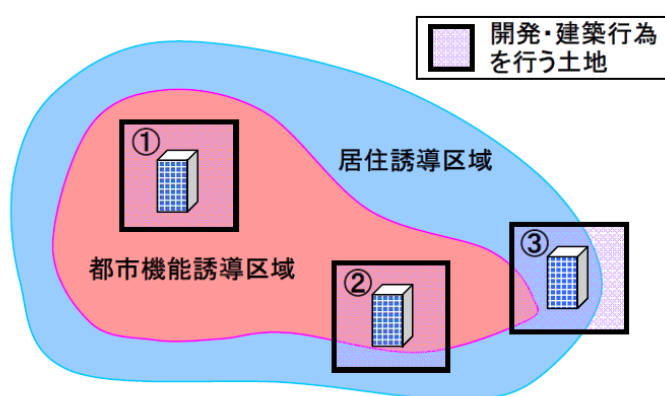 開発・建築行為
を行う土地
①
居住誘導区域
③
都市機能誘導区域
②